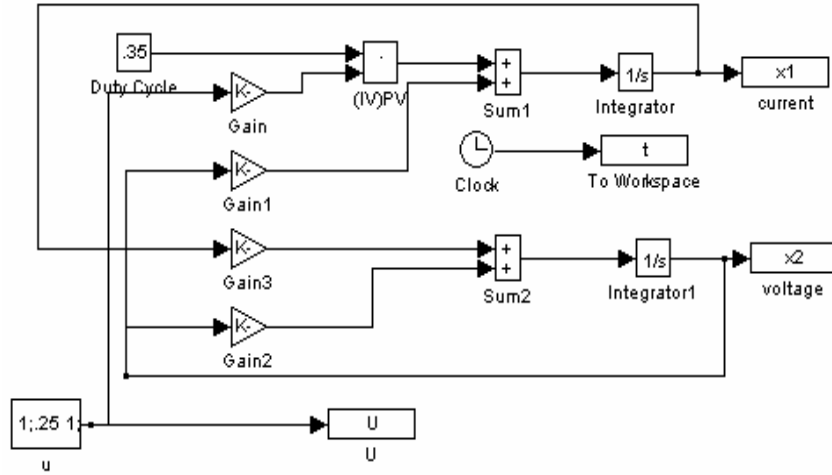 .35
Duty Cycle
K-
Gain
.
(IV)PV
+
+
Sum1
1/s
Integrator
x1
current
K-
Gain1
Clock
t
To Workspace
K-
Gain3
+
+
Sum2
1/s
Integrator1
x2
voltage
K-
Gain2
1;.25 1;
u
U
U